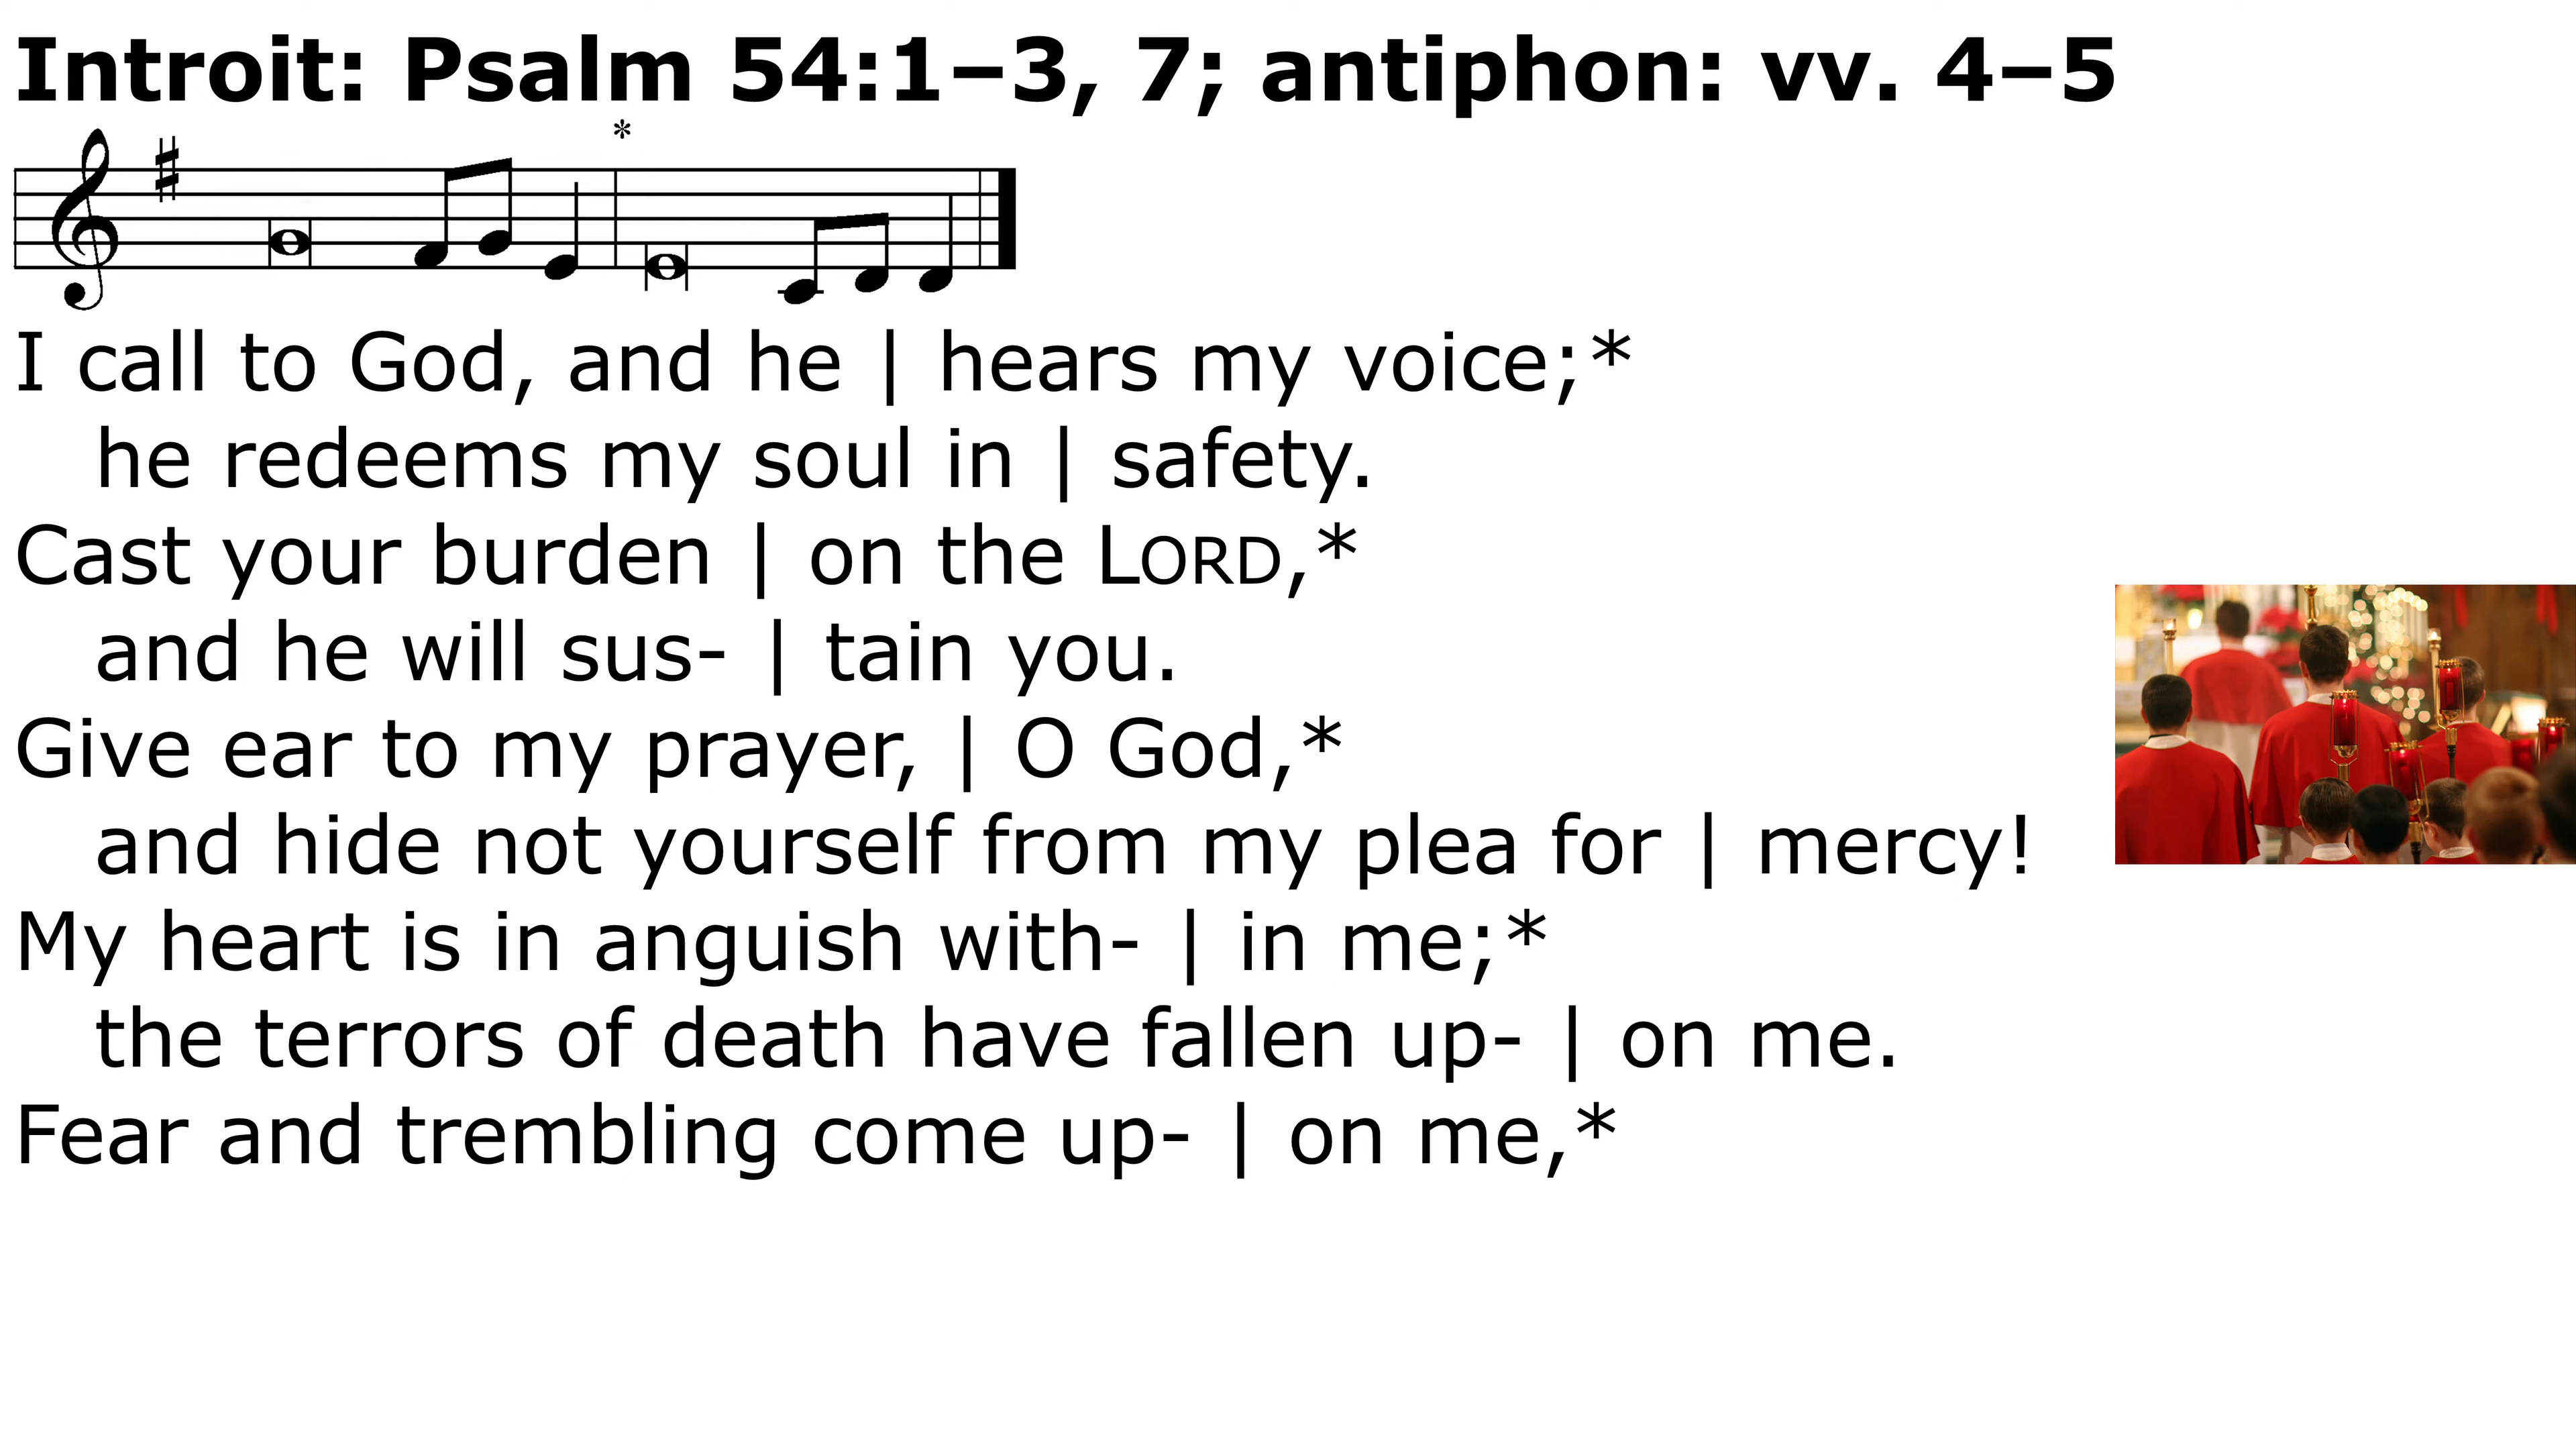 Introit: Psalm 54:1–3, 7; antiphon: vv. 4–5
*
I call to God, and he | hears my voice;*
he redeems my soul in | safety.
Cast your burden | on the LORD,*
and he will sus- | tain you.
Give ear to my prayer, | O God,*
and hide not yourself from my plea for | mercy!
My heart is in anguish with- | in me;*
the terrors of death have fallen up- | on me.
Fear and trembling come up- | on me,*